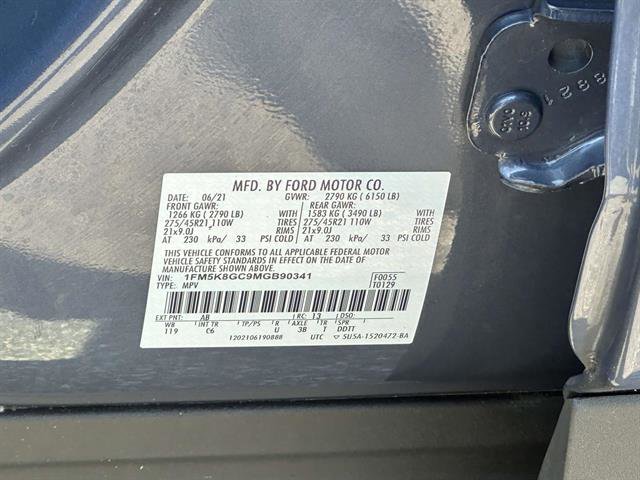 MFD. BY FORD MOTOR CO.
DATE: 06/21 GVWR: 2790 KG ( 6150 LB)
FRONT GAWR: REAR GAWR:
1266 KG ( 2790 LB) WITH 1583 KG ( 3490 LB) WITH
275/45R21 110W TIRES 275/45R21 110W TIRES
21x9.0J RIMS 21x9.0J RIMS
AT 230 kPa/ 33 PSI COLD AT 230 kPa/ 33 PSI COLD
THIS VEHICLE CONFORMS TO ALL APPLICABLE FEDERAL MOTOR
VEHICLE SAFETY STANDARDS IN EFFECT ON THE DATE OF
MANUFACTURE SHOWN ABOVE.
VIN: 1FM5K8GC9MGB90341 F0055
TYPE: MPV T0129
EXT PNT: AB RC: 13 DSO:
WB INT TR TP/PS R AXLE TR SPR
119 C6 U 3B T DDTT
1202106190888 UTC 5U5A-1520472-BA
8821